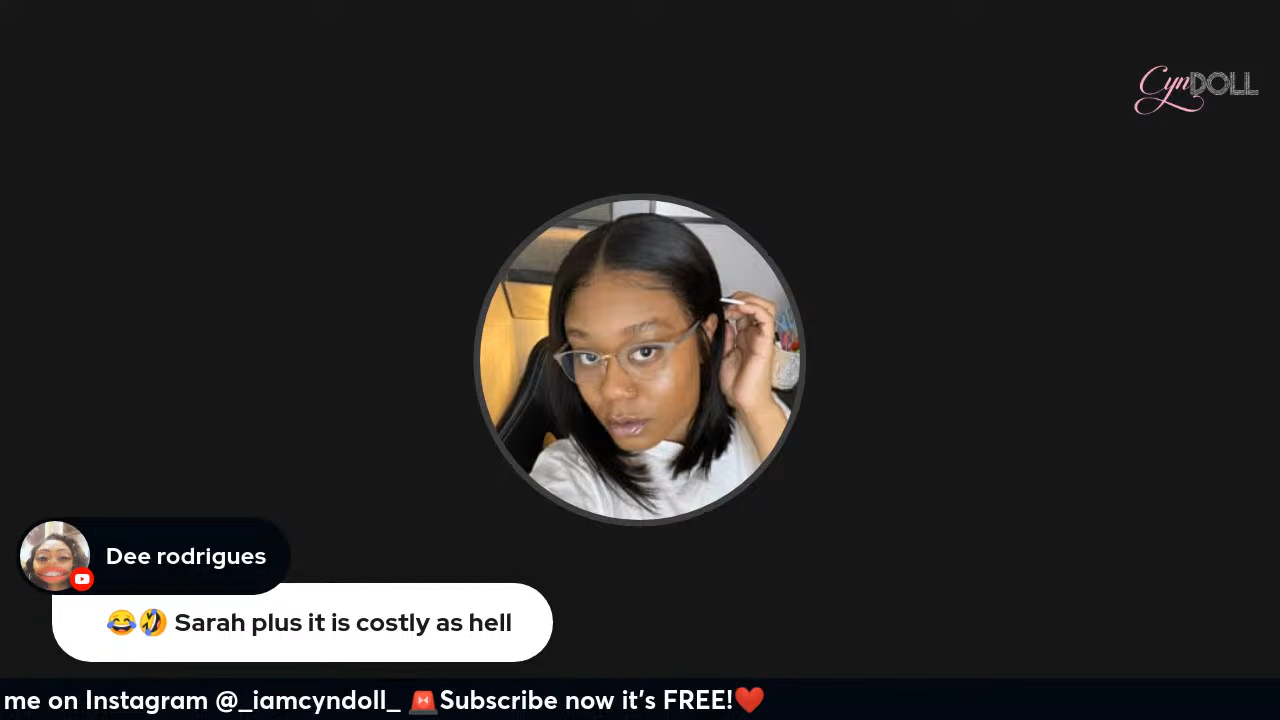 CynDOLL
Dee rodrigues
😂🤣 Sarah plus it is costly as hell
me on Instagram @_iamcyndoll_ 🚨Subscribe now it's FREE!❤️